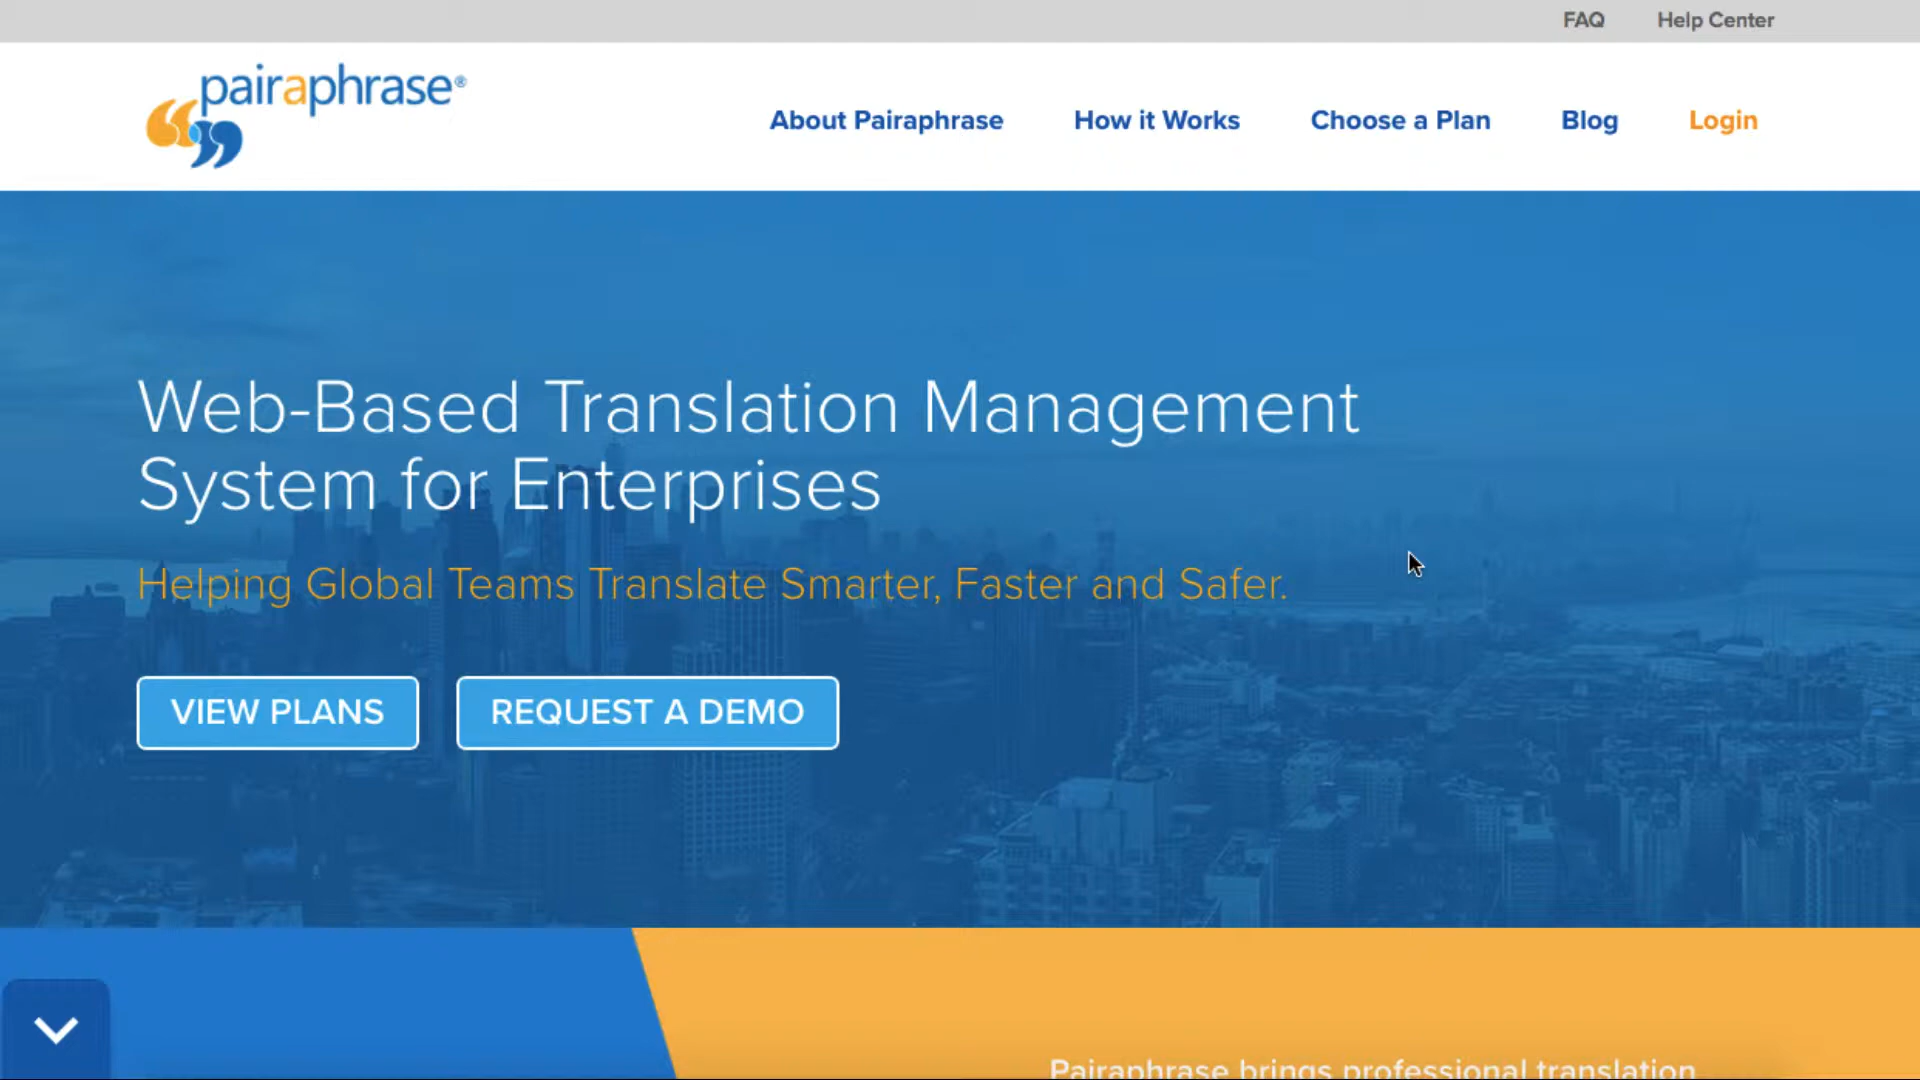 FAQ Help Center
pairaphrase®
About Pairaphrase How it Works Choose a Plan Blog Login
Web-Based Translation Management
System for Enterprises
Helping Global Teams Translate Smarter, Faster and Safer.
VIEW PLANS REQUEST A DEMO
Pairaphrase brings professional translation